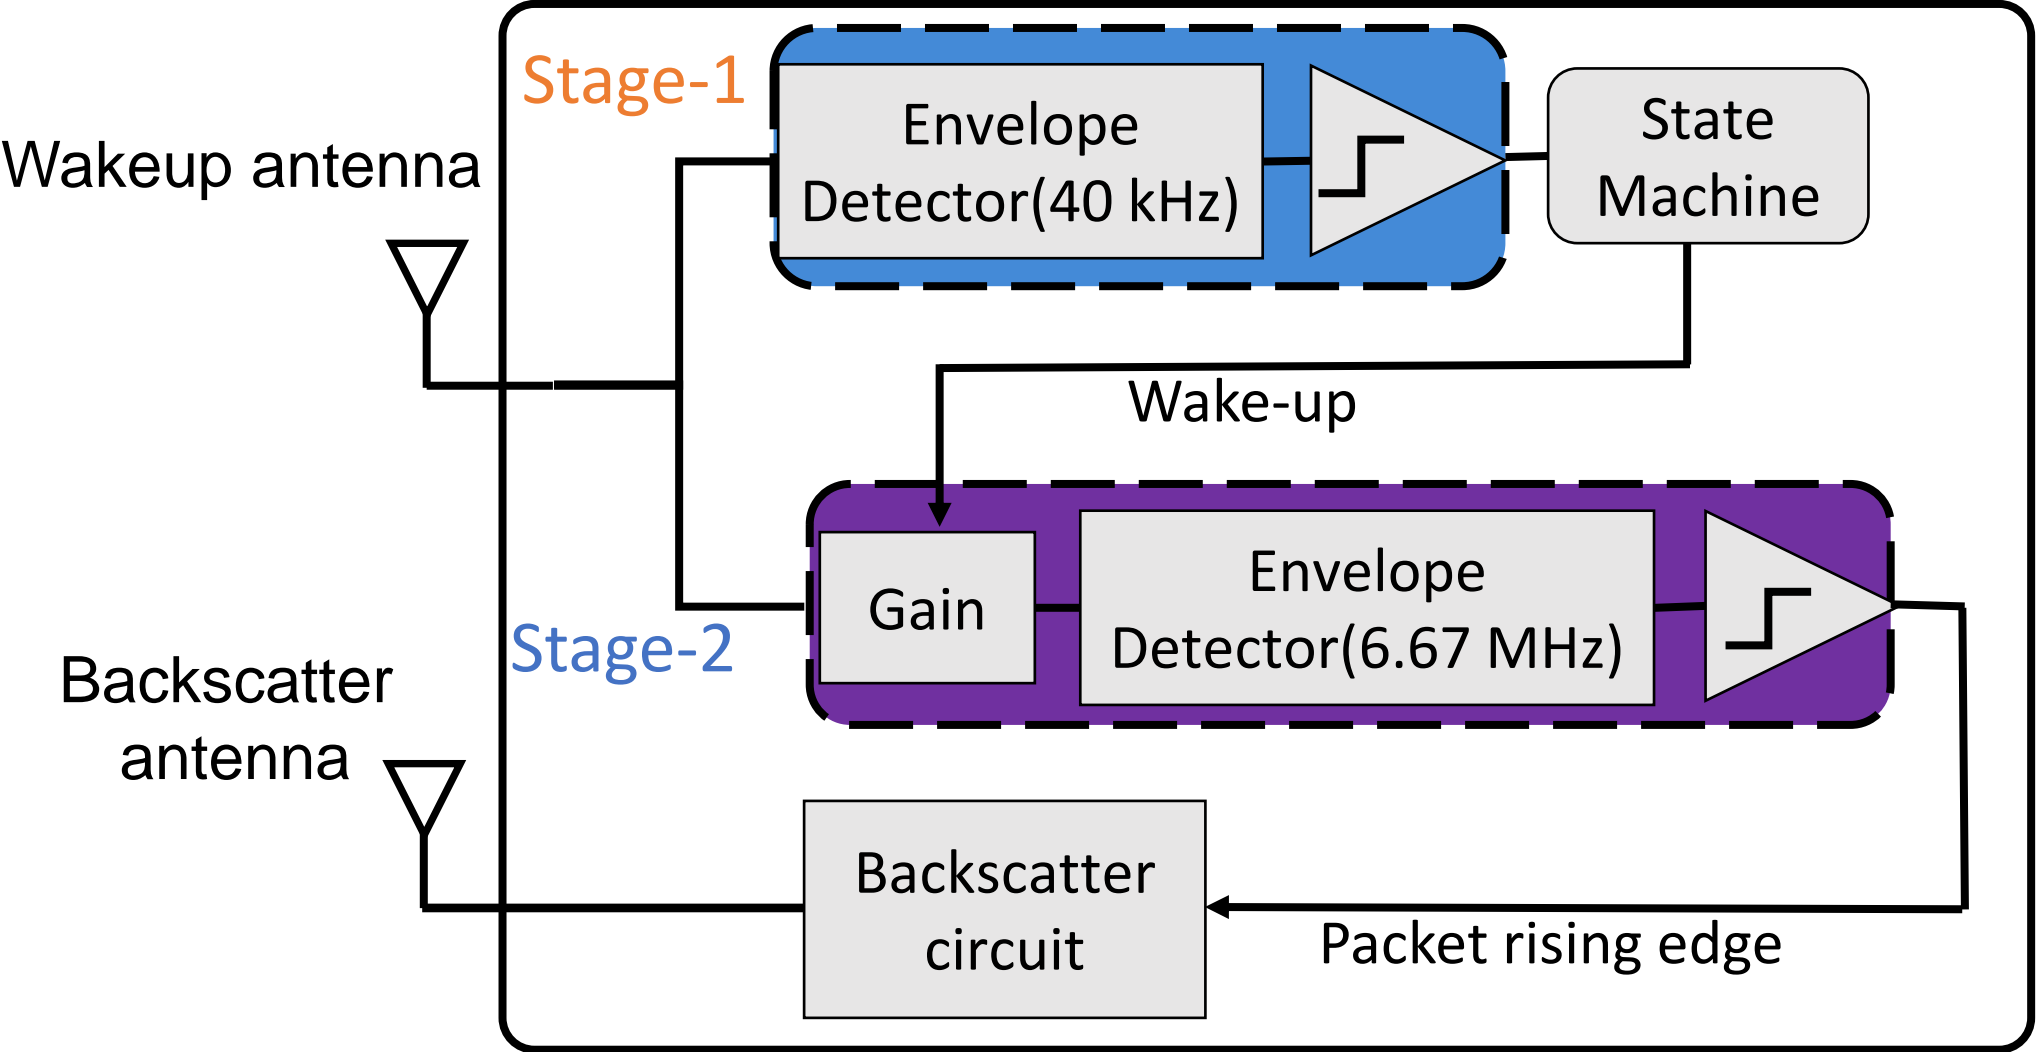 Stage-1
Envelope
Detector(40 kHz)
State
Machine
Wakeup antenna
Wake-up
Stage-2
Gain
Envelope
Detector(6.67 MHz)
Backscatter
antenna
Backscatter
circuit
Packet rising edge